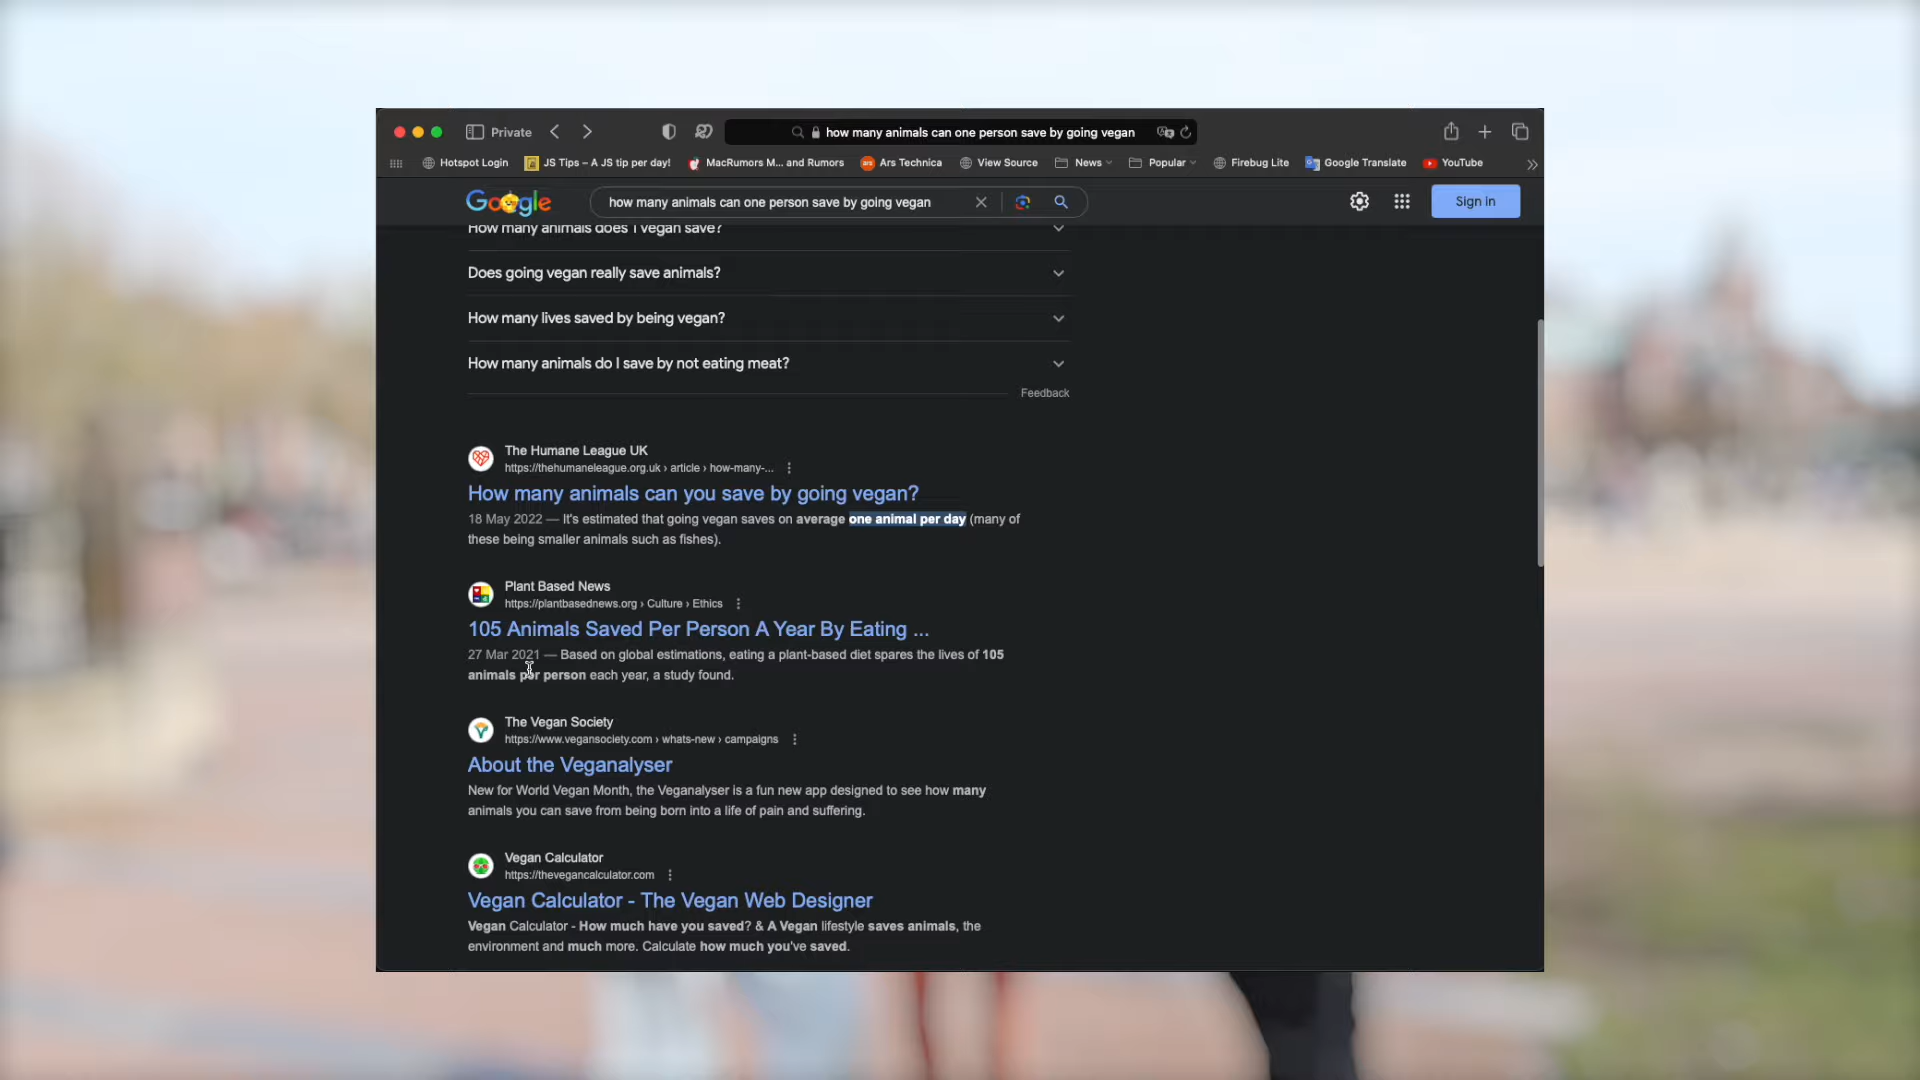 Private
how many animals can one person save by going vegan
Hotspot Login
JS Tips – A JS tip per day!
MacRumors M... and Rumors
Ars Technica
View Source
News
Popular
Firebug Lite
Google Translate
YouTube
Google
how many animals can one person save by going vegan
Sign in
How many animals does 1 vegan save?
Does going vegan really save animals?
How many lives saved by being vegan?
How many animals do I save by not eating meat?
Feedback
The Humane League UK
https://thehumaneleague.org.uk › article › how-many-...
How many animals can you save by going vegan?
18 May 2022 — It's estimated that going vegan saves on average one animal per day (many of
these being smaller animals such as fishes).
Plant Based News
https://plantbasednews.org › Culture › Ethics
105 Animals Saved Per Person A Year By Eating ...
27 Mar 2021 — Based on global estimations, eating a plant-based diet spares the lives of 105
animals per person each year, a study found.
The Vegan Society
https://www.vegansociety.com › whats-new › campaigns
About the Veganalyser
New for World Vegan Month, the Veganalyser is a fun new app designed to see how many
animals you can save from being born into a life of pain and suffering.
Vegan Calculator
https://thevegancalculator.com
Vegan Calculator - The Vegan Web Designer
Vegan Calculator - How much have you saved? & A Vegan lifestyle saves animals, the
environment and much more. Calculate how much you've saved.